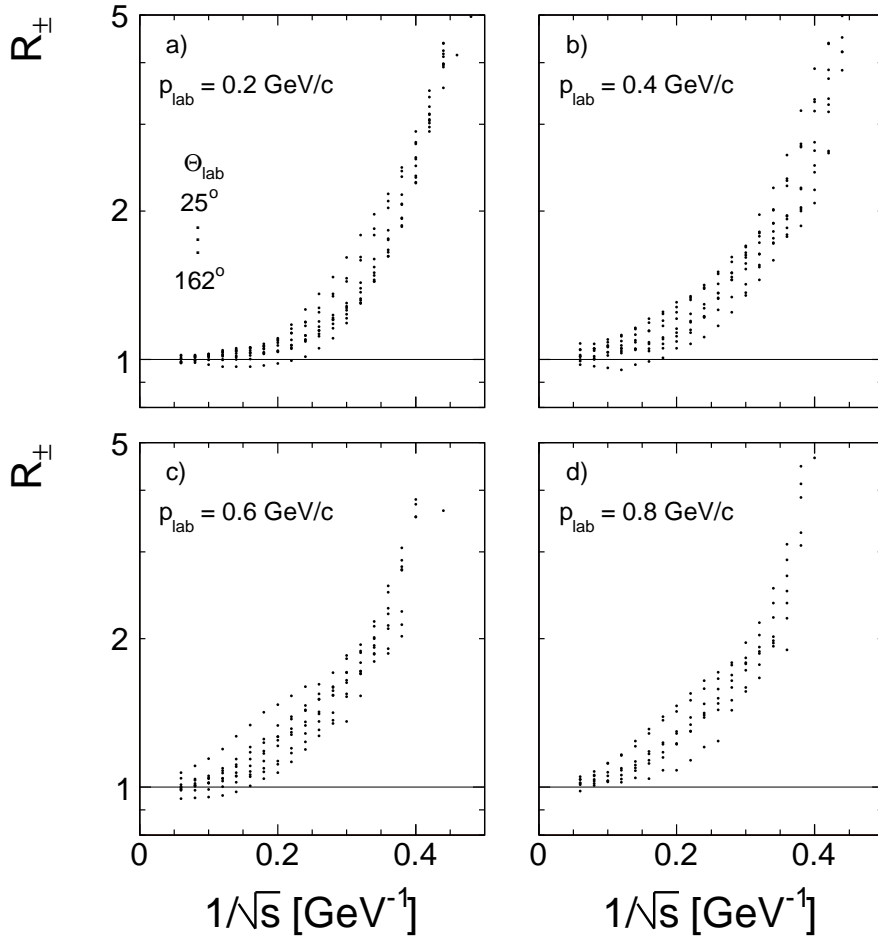 R±
5
2
1
a)
p_lab = 0.2 GeV/c
Θ_lab
25°
⋮
162°
b)
p_lab = 0.4 GeV/c
R±
5
2
1
c)
p_lab = 0.6 GeV/c
d)
p_lab = 0.8 GeV/c
0 0.2 0.4
0 0.2 0.4
1/√s [GeV⁻¹]
1/√s [GeV⁻¹]